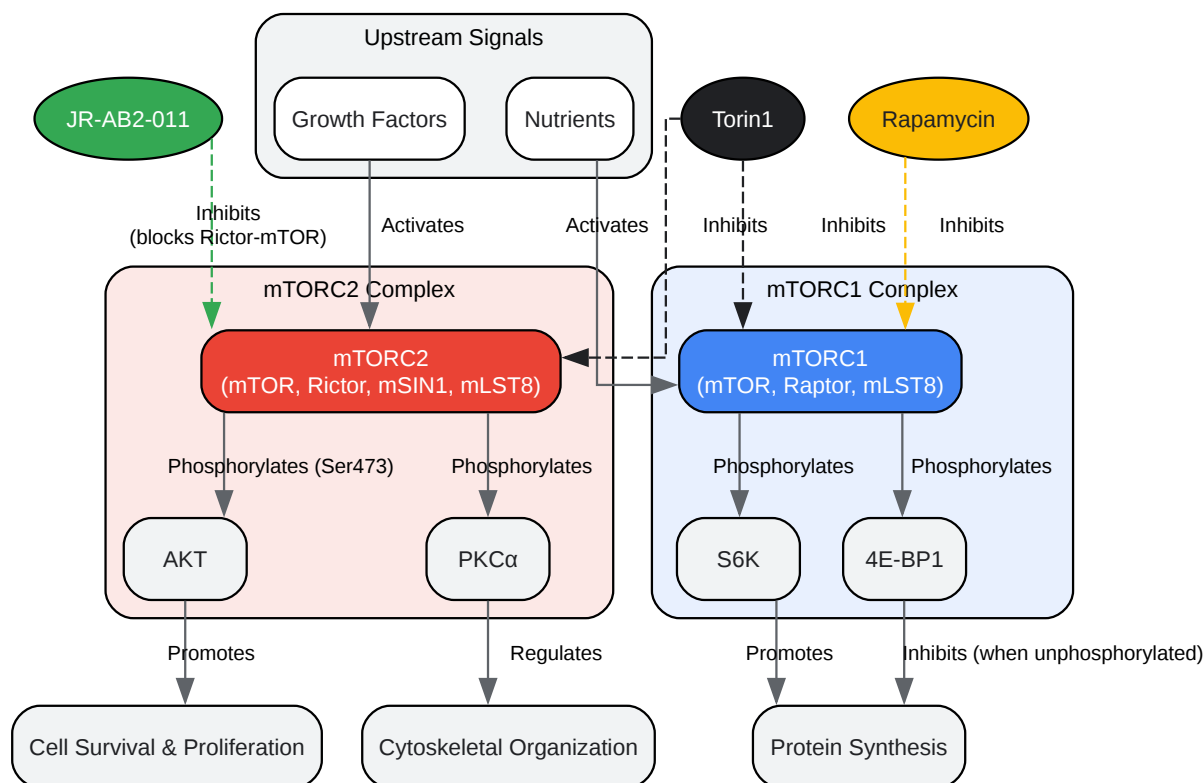 Upstream Signals
JR-AB2-011
Growth Factors
Nutrients
Torin1
Rapamycin
Inhibits
(blocks Rictor-mTOR)
Activates
Activates
Inhibits
Inhibits
Inhibits
mTORC2 Complex
mTORC1 Complex
mTORC2
(mTOR, Rictor, mSIN1, mLST8)
mTORC1
(mTOR, Raptor, mLST8)
Phosphorylates (Ser473)
Phosphorylates
Phosphorylates
Phosphorylates
AKT
PKCα
S6K
4E-BP1
Promotes
Regulates
Promotes
Inhibits (when unphosphorylated)
Cell Survival & Proliferation
Cytoskeletal Organization
Protein Synthesis